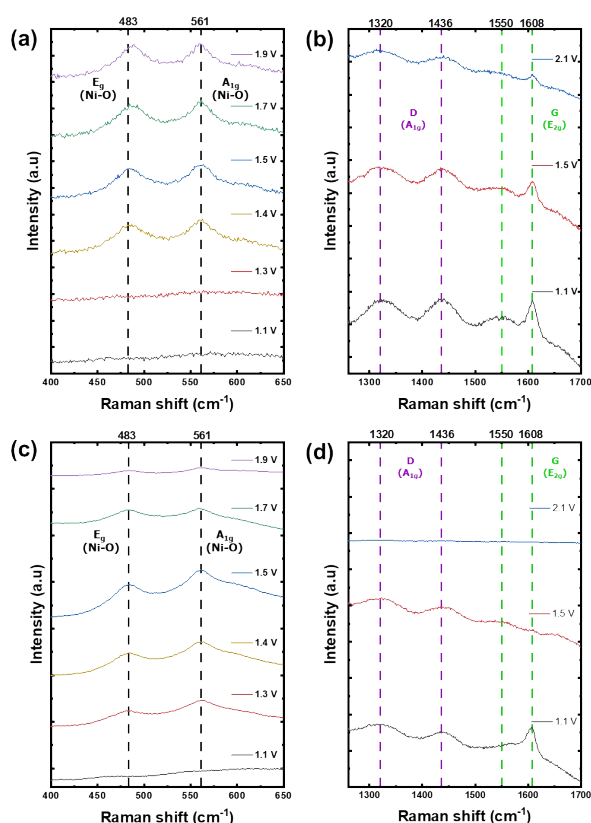 (a)
483 561
1.9 V
Eg
(Ni-O)
A1g
(Ni-O)
1.7 V
1.5 V
1.4 V
1.3 V
1.1 V
Intensity (a.u)
400 450 500 550 600 650
Raman shift (cm-1)
(b)
1320 1436 1550 1608
2.1 V
D
(A1g)
G
(E2g)
1.5 V
1.1 V
Intensity (a.u)
1300 1400 1500 1600 1700
Raman shift (cm-1)
(c)
483 561
1.9 V
1.7 V
Eg
(Ni-O)
A1g
(Ni-O)
1.5 V
1.4 V
1.3 V
1.1 V
Intensity (a.u)
400 450 500 550 600 650
Raman shift (cm-1)
(d)
1320 1436 1550 1608
D
(A1g)
G
(E2g)
2.1 V
1.5 V
1.1 V
Intensity (a.u)
1300 1400 1500 1600 1700
Raman shift (cm-1)